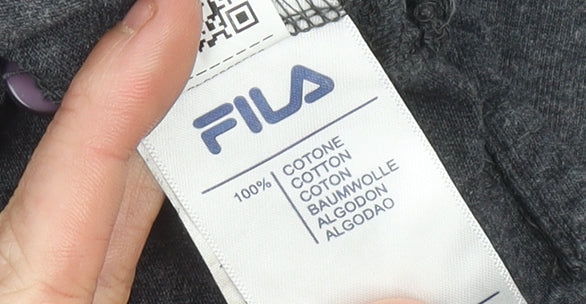 FILA
100%
COTONE
COTTON
COTON
BAUMWOLLE
ALGODON
ALGODAO